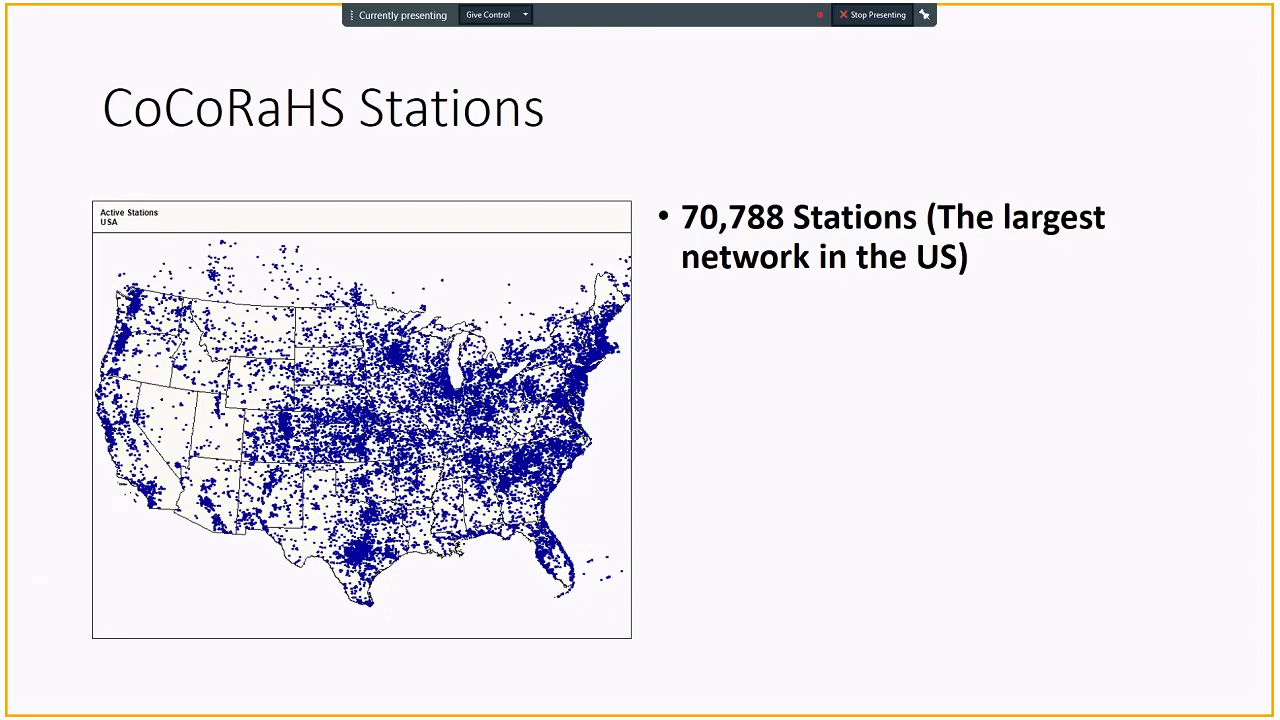 Currently presenting
Give Control
Stop Presenting
CoCoRaHS Stations
Active Stations
USA
• 70,788 Stations (The largest
network in the US)